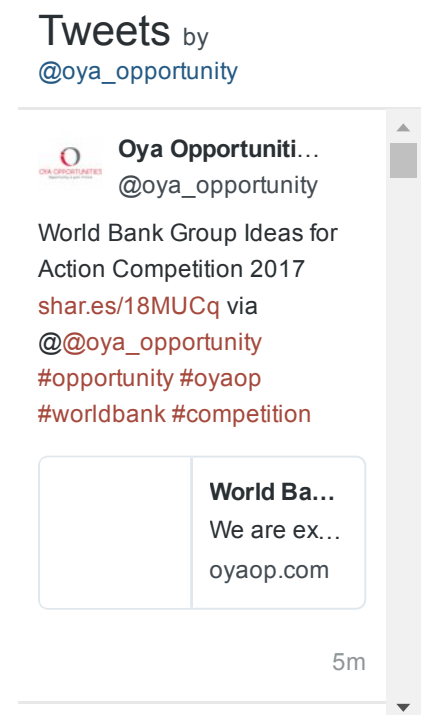 Tweets by
@oya_opportunity
Oya Opportuniti…
@oya_opportunity
World Bank Group Ideas for
Action Competition 2017
shar.es/18MUCq via
@@oya_opportunity
#opportunity #oyaop
#worldbank #competition
World Ba…
We are ex…
oyaop.com
5m